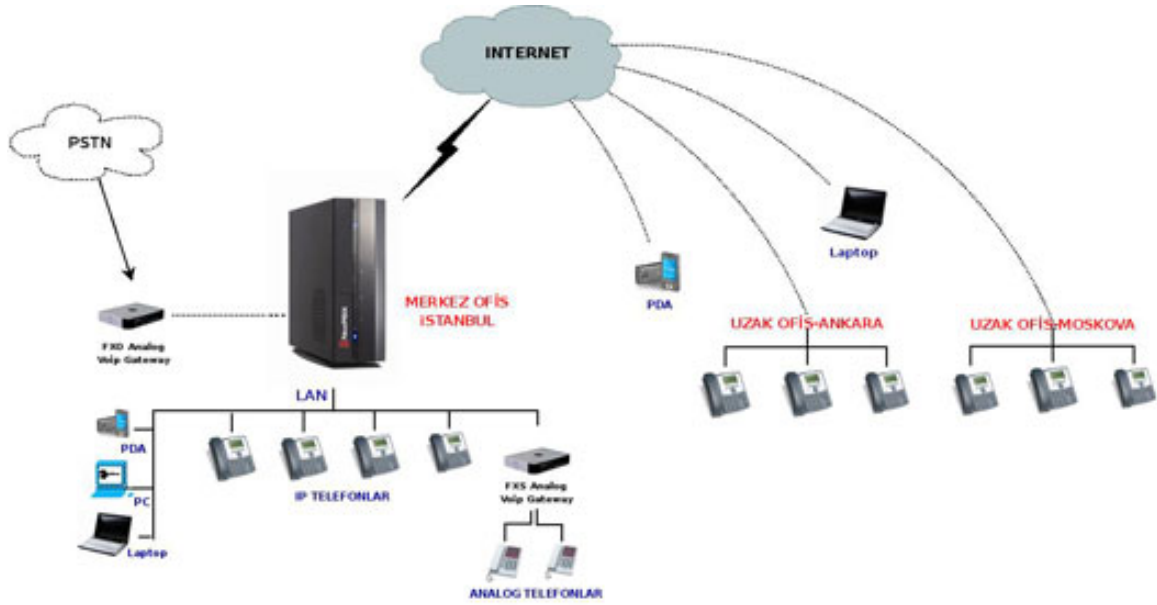 INTERNET
PSTN
Laptop
PDA
MERKEZ OFİS
İSTANBUL
UZAK OFİS-ANKARA
UZAK OFİS-MOSKOVA
FXO Analog
Voip Gateway
LAN
PDA
PC
Laptop
IP TELEFONLAR
FXS Analog
Voip Gateway
ANALOG TELEFONLAR